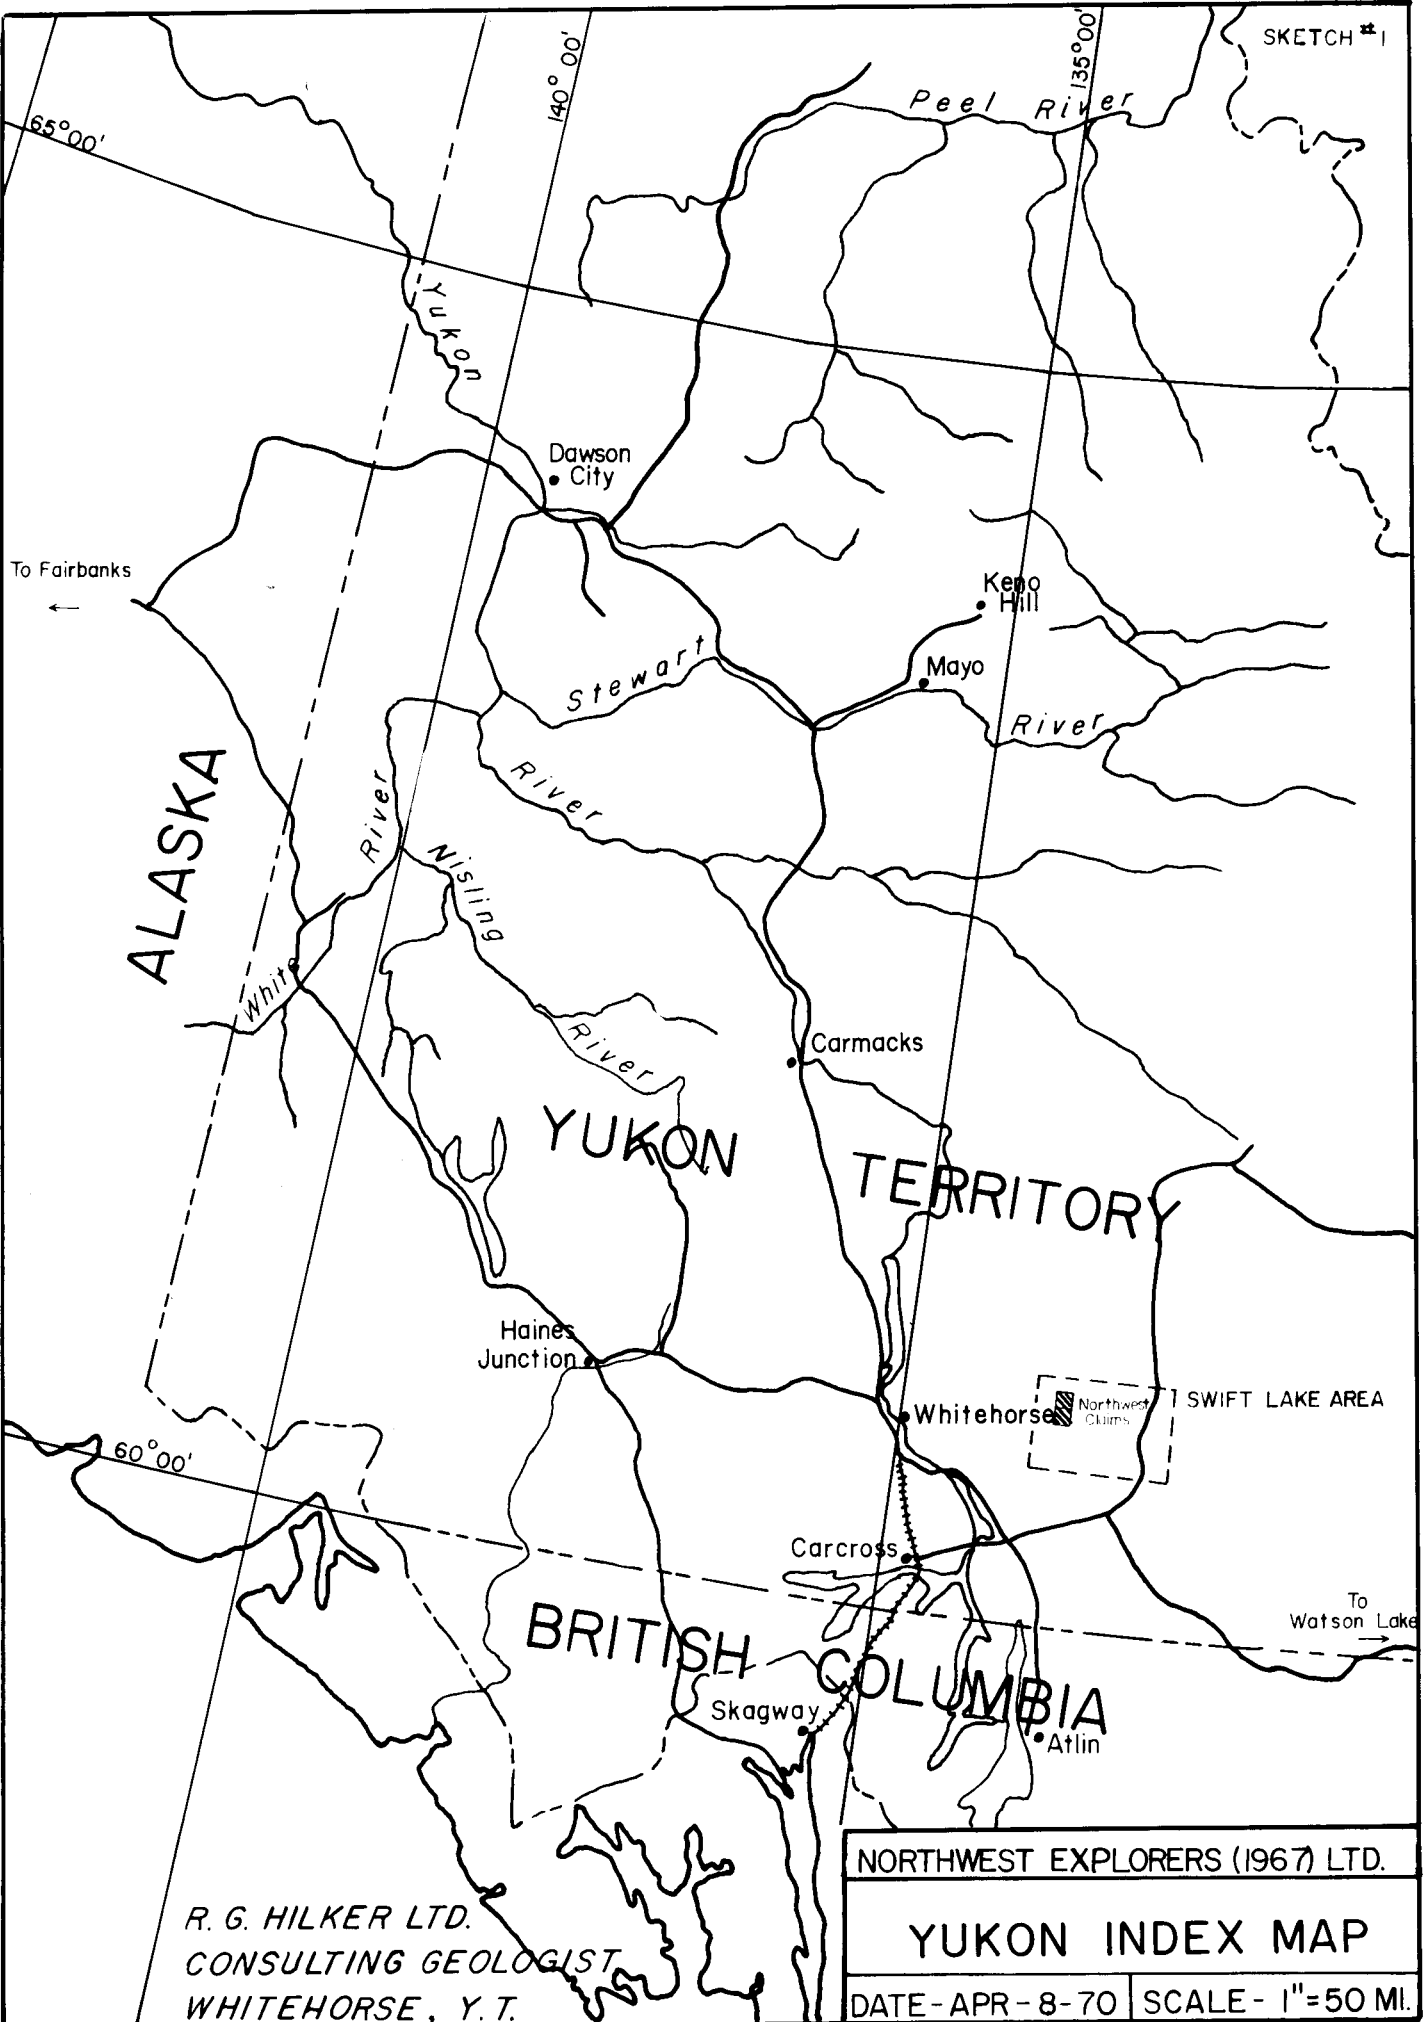 SKETCH #1
140° 00'
135°00'
65°00'
Peel River
Yukon
Dawson
City
To Fairbanks
←
Keno
Hill
Mayo
Stewart
River
River
ALASKA
River
Nisling
White
River
Carmacks
YUKON
TERRITORY
Haines
Junction
Whitehorse
Northwest
Claims
SWIFT LAKE AREA
60°00'
Carcross
To
Watson Lake
→
BRITISH COLUMBIA
Skagway
Atlin
NORTHWEST EXPLORERS (1967) LTD.
YUKON INDEX MAP
DATE-APR-8-70
SCALE- 1"=50 MI.
R. G. HILKER LTD.
CONSULTING GEOLOGIST
WHITEHORSE, Y.T.